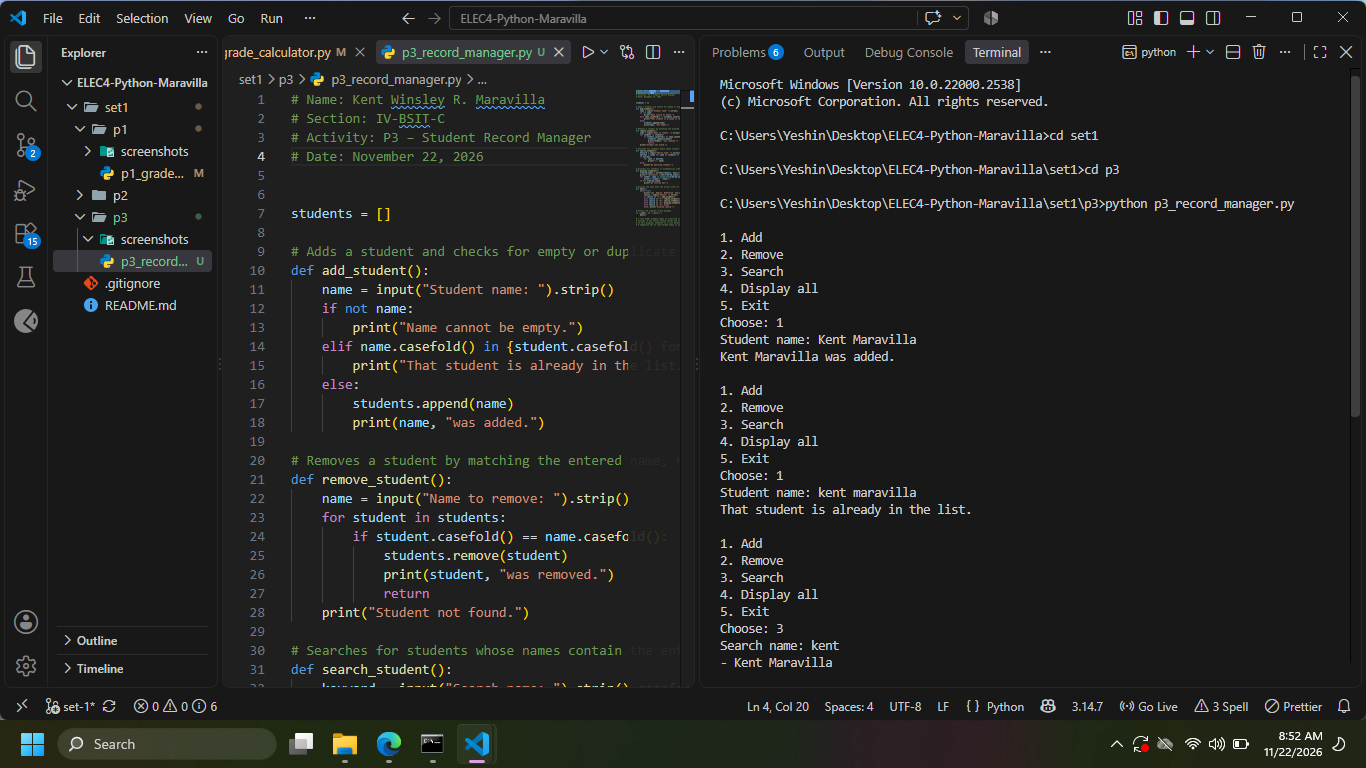 File Edit Selection View Go Run ··· ELEC4-Python-Maravilla
Explorer ···
ELEC4-Python-Maravilla
set1
p1
screenshots
p1_grade... M
p2
p3
screenshots
p3_record... U
.gitignore
README.md
Outline
Timeline
2
15
grade_calculator.py M
p3_record_manager.py U
set1 > p3 > p3_record_manager.py > ...
1 # Name: Kent Winsley R. Maravilla
2 # Section: IV-BSIT-C
3 # Activity: P3 – Student Record Manager
4 # Date: November 22, 2026
5
6
7 students = []
8
9 # Adds a student and checks for empty or duplicate
10 def add_student():
11 name = input("Student name: ").strip()
12 if not name:
13 print("Name cannot be empty.")
14 elif name.casefold() in {student.casefold() for
15 print("That student is already in the list.
16 else:
17 students.append(name)
18 print(name, "was added.")
19
20 # Removes a student by matching the entered name,
21 def remove_student():
22 name = input("Name to remove: ").strip()
23 for student in students:
24 if student.casefold() == name.casefold():
25 students.remove(student)
26 print(student, "was removed.")
27 return
28 print("Student not found.")
29
30 # Searches for students whose names contain the
31 def search_student():
Problems 6 Output Debug Console Terminal ··· python
Microsoft Windows [Version 10.0.22000.2538]
(c) Microsoft Corporation. All rights reserved.
C:\Users\Yeshin\Desktop\ELEC4-Python-Maravilla>cd set1
C:\Users\Yeshin\Desktop\ELEC4-Python-Maravilla\set1>cd p3
C:\Users\Yeshin\Desktop\ELEC4-Python-Maravilla\set1\p3>python p3_record_manager.py
1. Add
2. Remove
3. Search
4. Display all
5. Exit
Choose: 1
Student name: Kent Maravilla
Kent Maravilla was added.
1. Add
2. Remove
3. Search
4. Display all
5. Exit
Choose: 1
Student name: kent maravilla
That student is already in the list.
1. Add
2. Remove
3. Search
4. Display all
5. Exit
Choose: 3
Search name: kent
- Kent Maravilla
set-1* 0 0 6 Ln 4, Col 20 Spaces: 4 UTF-8 LF { } Python 3.14.7 Go Live 3 Spell Prettier
Search
8:52 AM
11/22/2026